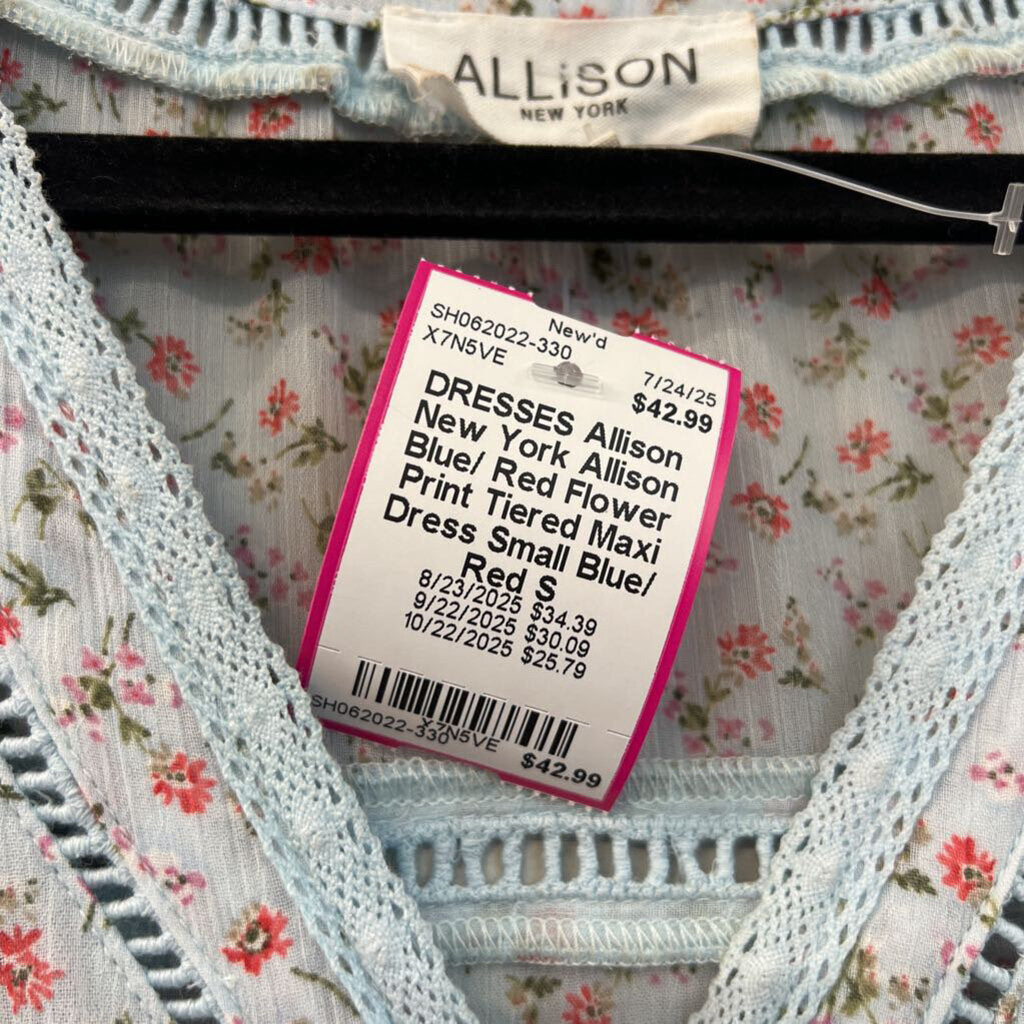 ALLiSON
NEW YORK
New'd
SH062022-330
X7N5VE
7/24/25
$42.99
DRESSES Allison
New York Allison
Blue/ Red Flower
Print Tiered Maxi
Dress Small Blue/
Red S
8/23/2025 $34.39
9/22/2025 $30.09
10/22/2025 $25.79
SH062022-330
X7N5VE
$42.99